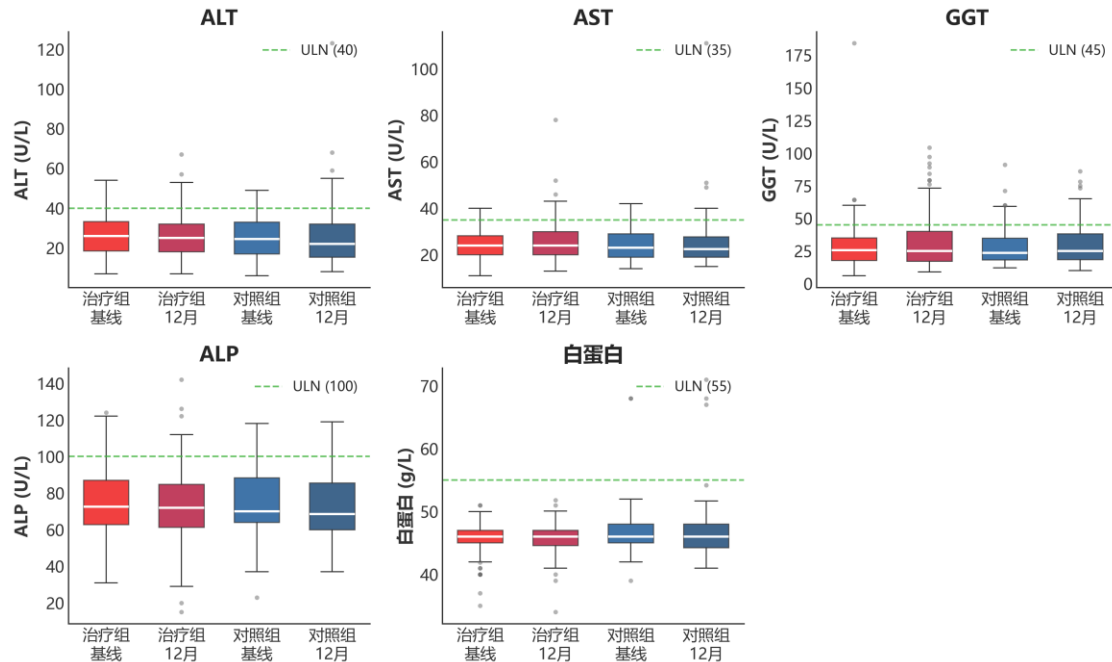 ALT
ULN (40)
ALT (U/L)
120
100
80
60
40
20
治疗组
基线
治疗组
12月
对照组
基线
对照组
12月
AST
ULN (35)
AST (U/L)
100
80
60
40
20
治疗组
基线
治疗组
12月
对照组
基线
对照组
12月
GGT
ULN (45)
GGT (U/L)
175
150
125
100
75
50
25
0
治疗组
基线
治疗组
12月
对照组
基线
对照组
12月
ALP
ULN (100)
ALP (U/L)
140
120
100
80
60
40
20
治疗组
基线
治疗组
12月
对照组
基线
对照组
12月
白蛋白
ULN (55)
白蛋白 (g/L)
70
60
50
40
治疗组
基线
治疗组
12月
对照组
基线
对照组
12月